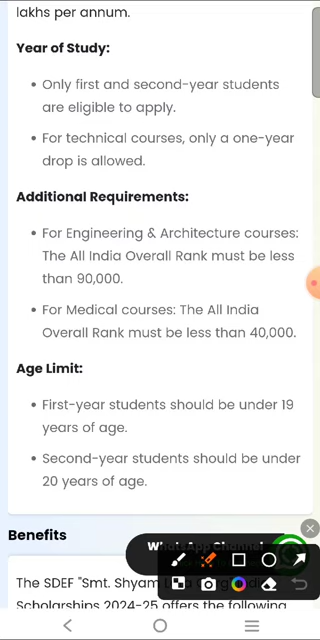 lakhs per annum.
Year of Study:
• Only first and second-year students
are eligible to apply.
• For technical courses, only a one-year
drop is allowed.
Additional Requirements:
• For Engineering & Architecture courses:
The All India Overall Rank must be less
than 90,000.
• For Medical courses: The All India
Overall Rank must be less than 40,000.
Age Limit:
• First-year students should be under 19
years of age.
• Second-year students should be under
20 years of age.
Benefits
WhatsApp Channel
The SDEF "Smt. Shyam
Scholarships 2024-25 offers the following